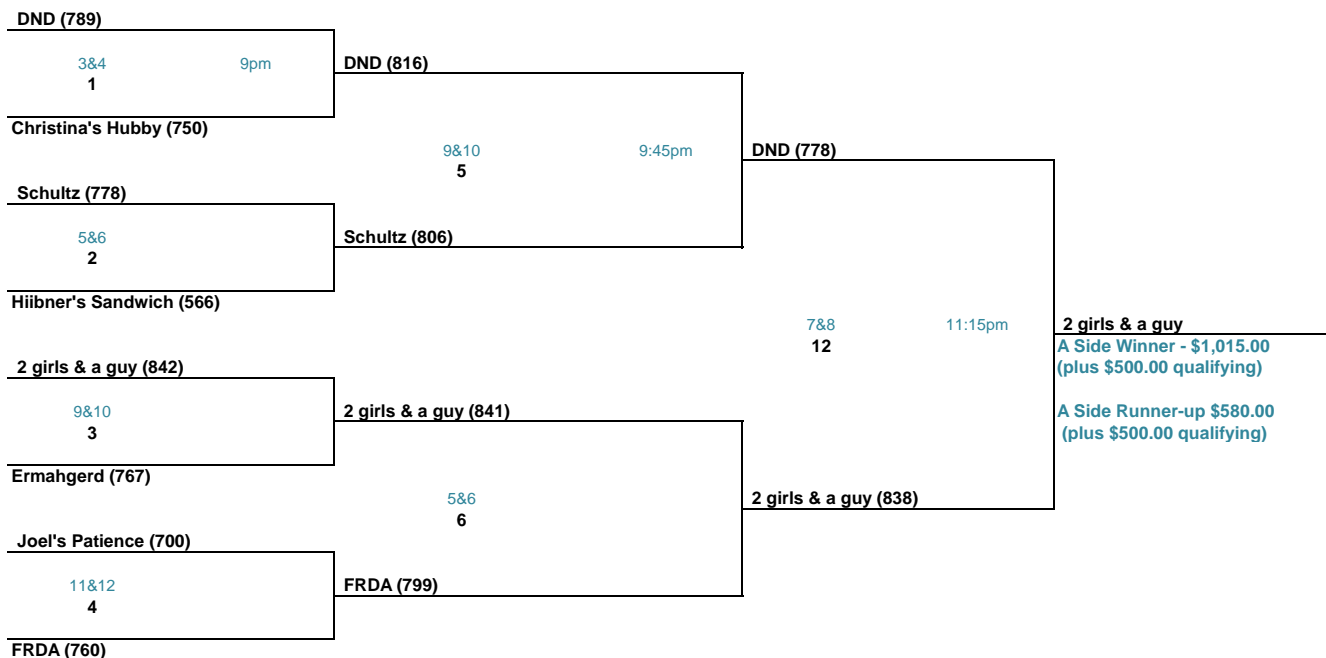 DND (789)
3&4 9pm
DND (816)
1
Christina's Hubby (750)
9&10 9:45pm
DND (778)
5
Schultz (778)
5&6
Schultz (806)
2
Hiibner's Sandwich (566)
7&8 11:15pm
2 girls & a guy
12
A Side Winner - $1,015.00
(plus $500.00 qualifying)
2 girls & a guy (842)
9&10
2 girls & a guy (841)
A Side Runner-up $580.00
3
(plus $500.00 qualifying)
Ermahgerd (767)
5&6
2 girls & a guy (838)
6
Joel's Patience (700)
11&12
FRDA (799)
4
FRDA (760)